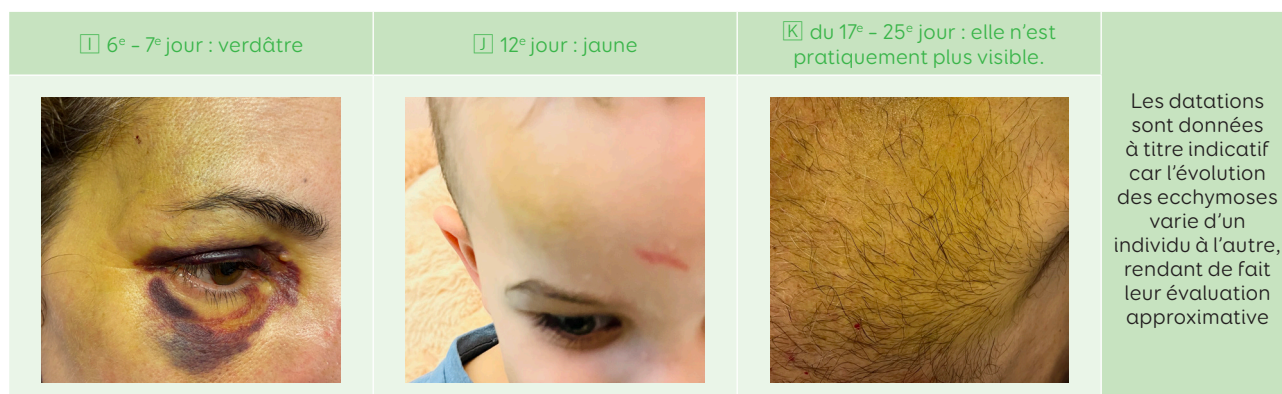 I 6e – 7e jour : verdâtre
J 12e jour : jaune
K du 17e – 25e jour : elle n’est
pratiquement plus visible.
Les datations
sont données
à titre indicatif
car l’évolution
des ecchymoses
varie d’un
individu à l’autre,
rendant de fait
leur évaluation
approximative